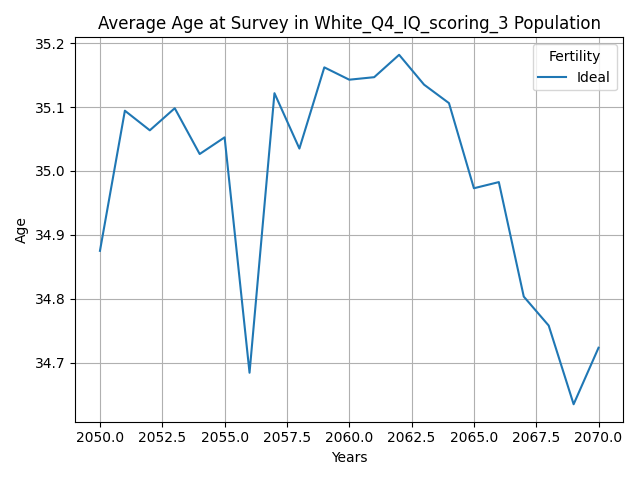 Average Age at Survey in White_Q4_IQ_scoring_3 Population
35.2
35.1
35.0
34.9
34.8
34.7
Age
Fertility
Ideal
2050.0 2052.5 2055.0 2057.5 2060.0 2062.5 2065.0 2067.5 2070.0
Years